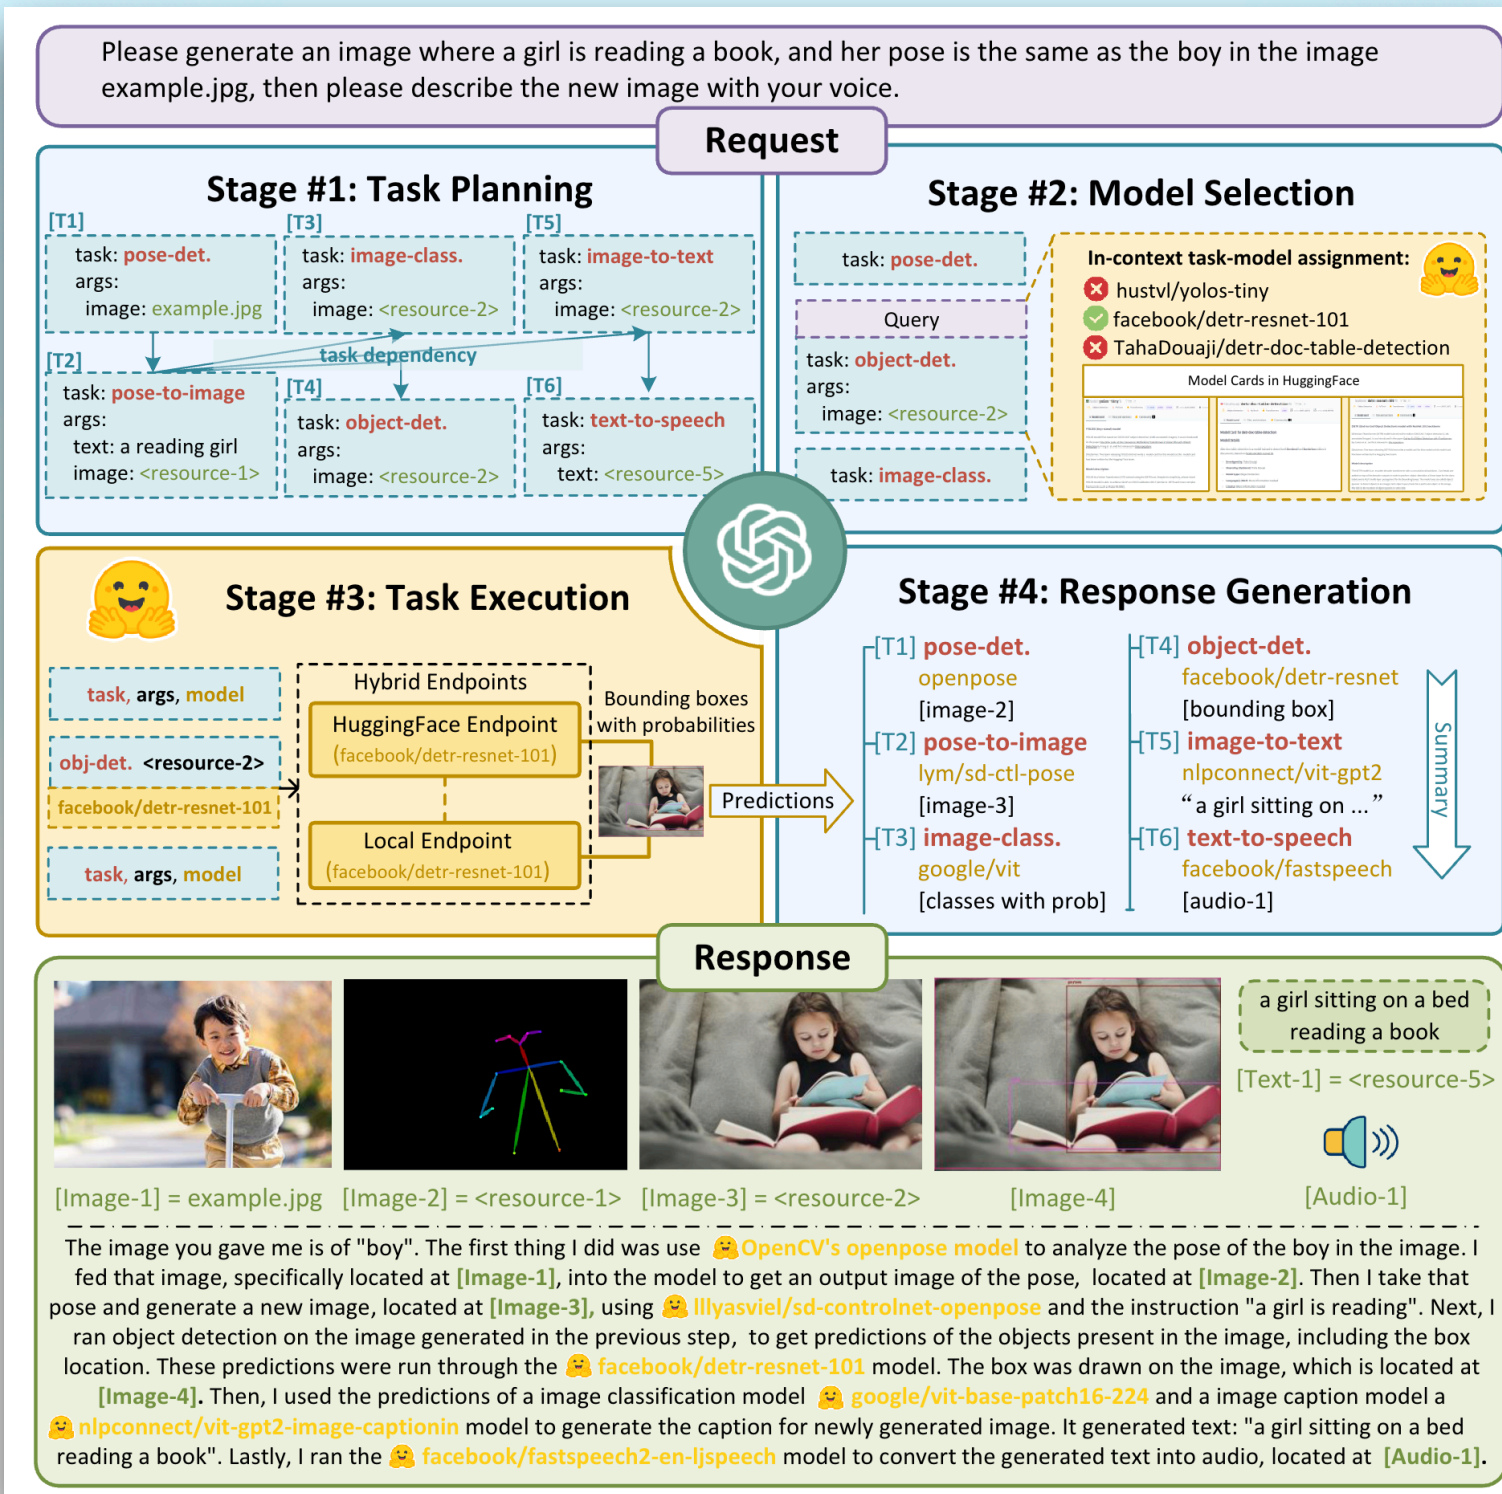 Please generate an image where a girl is reading a book, and her pose is the same as the boy in the image
example.jpg, then please describe the new image with your voice.
Request
Stage #1: Task Planning
[T1]
task: pose-det.
args:
image: example.jpg
[T3]
task: image-class.
args:
image: <resource-2>
[T5]
task: image-to-text
args:
image: <resource-2>
task dependency
[T2]
task: pose-to-image
args:
text: a reading girl
image: <resource-1>
[T4]
task: object-det.
args:
image: <resource-2>
[T6]
task: text-to-speech
args:
text: <resource-5>
Stage #2: Model Selection
task: pose-det.
Query
task: object-det.
args:
image: <resource-2>
task: image-class.
In-context task-model assignment:
hustvl/yolos-tiny
facebook/detr-resnet-101
TahaDouaji/detr-doc-table-detection
Model Cards in HuggingFace
Stage #3: Task Execution
task, args, model
obj-det. <resource-2>
facebook/detr-resnet-101
task, args, model
Hybrid Endpoints
HuggingFace Endpoint
(facebook/detr-resnet-101)
Local Endpoint
(facebook/detr-resnet-101)
Bounding boxes
with probabilities
Predictions
Stage #4: Response Generation
[T1] pose-det.
openpose
[image-2]
[T2] pose-to-image
lym/sd-ctl-pose
[image-3]
[T3] image-class.
google/vit
[classes with prob]
[T4] object-det.
facebook/detr-resnet
[bounding box]
[T5] image-to-text
nlpconnect/vit-gpt2
“a girl sitting on ...”
[T6] text-to-speech
facebook/fastspeech
[audio-1]
Summary
Response
a girl sitting on a bed
reading a book
[Text-1] = <resource-5>
[Image-1] = example.jpg
[Image-2] = <resource-1>
[Image-3] = <resource-2>
[Image-4]
[Audio-1]
The image you gave me is of "boy". The first thing I did was use OpenCV's openpose model to analyze the pose of the boy in the image. I
fed that image, specifically located at [Image-1], into the model to get an output image of the pose, located at [Image-2]. Then I take that
pose and generate a new image, located at [Image-3], using lllyasviel/sd-controlnet-openpose and the instruction "a girl is reading". Next, I
ran object detection on the image generated in the previous step, to get predictions of the objects present in the image, including the box
location. These predictions were run through the facebook/detr-resnet-101 model. The box was drawn on the image, which is located at
[Image-4]. Then, I used the predictions of a image classification model google/vit-base-patch16-224 and a image caption model a
nlpconnect/vit-gpt2-image-captionin model to generate the caption for newly generated image. It generated text: "a girl sitting on a bed
reading a book". Lastly, I ran the facebook/fastspeech2-en-ljspeech model to convert the generated text into audio, located at [Audio-1].